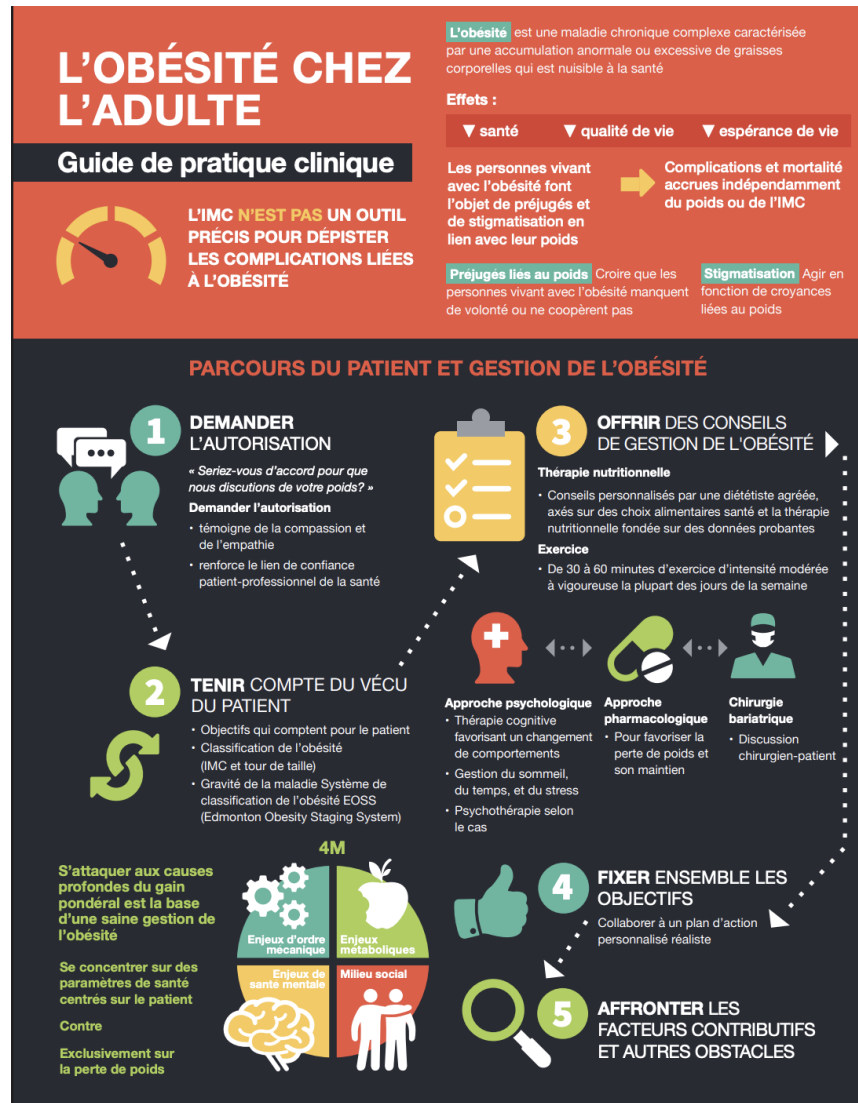 L'OBÉSITÉ CHEZ
L'ADULTE
Guide de pratique clinique
L'IMC N'EST PAS UN OUTIL
PRÉCIS POUR DÉPISTER
LES COMPLICATIONS LIÉES
À L'OBÉSITÉ
L'obésité est une maladie chronique complexe caractérisée
par une accumulation anormale ou excessive de graisses
corporelles qui est nuisible à la santé
Effets :
▼ santé ▼ qualité de vie ▼ espérance de vie
Les personnes vivant
avec l'obésité font
l'objet de préjugés et
de stigmatisation en
lien avec leur poids
Complications et mortalité
accrues indépendamment
du poids ou de l'IMC
Préjugés liés au poids Croire que les
personnes vivant avec l'obésité manquent
de volonté ou ne coopèrent pas
Stigmatisation Agir en
fonction de croyances
liées au poids
PARCOURS DU PATIENT ET GESTION DE L'OBÉSITÉ
1 DEMANDER
L'AUTORISATION
« Seriez-vous d'accord pour que
nous discutions de votre poids? »
Demander l'autorisation
• témoigne de la compassion et
de l'empathie
• renforce le lien de confiance
patient-professionnel de la santé
2 TENIR COMPTE DU VÉCU
DU PATIENT
• Objectifs qui comptent pour le patient
• Classification de l'obésité
(IMC et tour de taille)
• Gravité de la maladie Système de
classification de l'obésité EOSS
(Edmonton Obesity Staging System)
S'attaquer aux causes
profondes du gain
pondéral est la base
d'une saine gestion de
l'obésité
Se concentrer sur des
paramètres de santé
centrés sur le patient
Contre
Exclusivement sur
la perte de poids
4M
Enjeux d'ordre
mécanique
Enjeux
métaboliques
Enjeux de
santé mentale
Milieu social
3 OFFRIR DES CONSEILS
DE GESTION DE L'OBÉSITÉ
Thérapie nutritionnelle
• Conseils personnalisés par une diététiste agréée,
axés sur des choix alimentaires santé et la thérapie
nutritionnelle fondée sur des données probantes
Exercice
• De 30 à 60 minutes d'exercice d'intensité modérée
à vigoureuse la plupart des jours de la semaine
Approche psychologique
• Thérapie cognitive
favorisant un changement
de comportements
• Gestion du sommeil,
du temps, et du stress
• Psychothérapie selon
le cas
Approche
pharmacologique
• Pour favoriser la
perte de poids et
son maintien
Chirurgie
bariatrique
• Discussion
chirurgien-patient
4 FIXER ENSEMBLE LES
OBJECTIFS
Collaborer à un plan d'action
personnalisé réaliste
5 AFFRONTER LES
FACTEURS CONTRIBUTIFS
ET AUTRES OBSTACLES